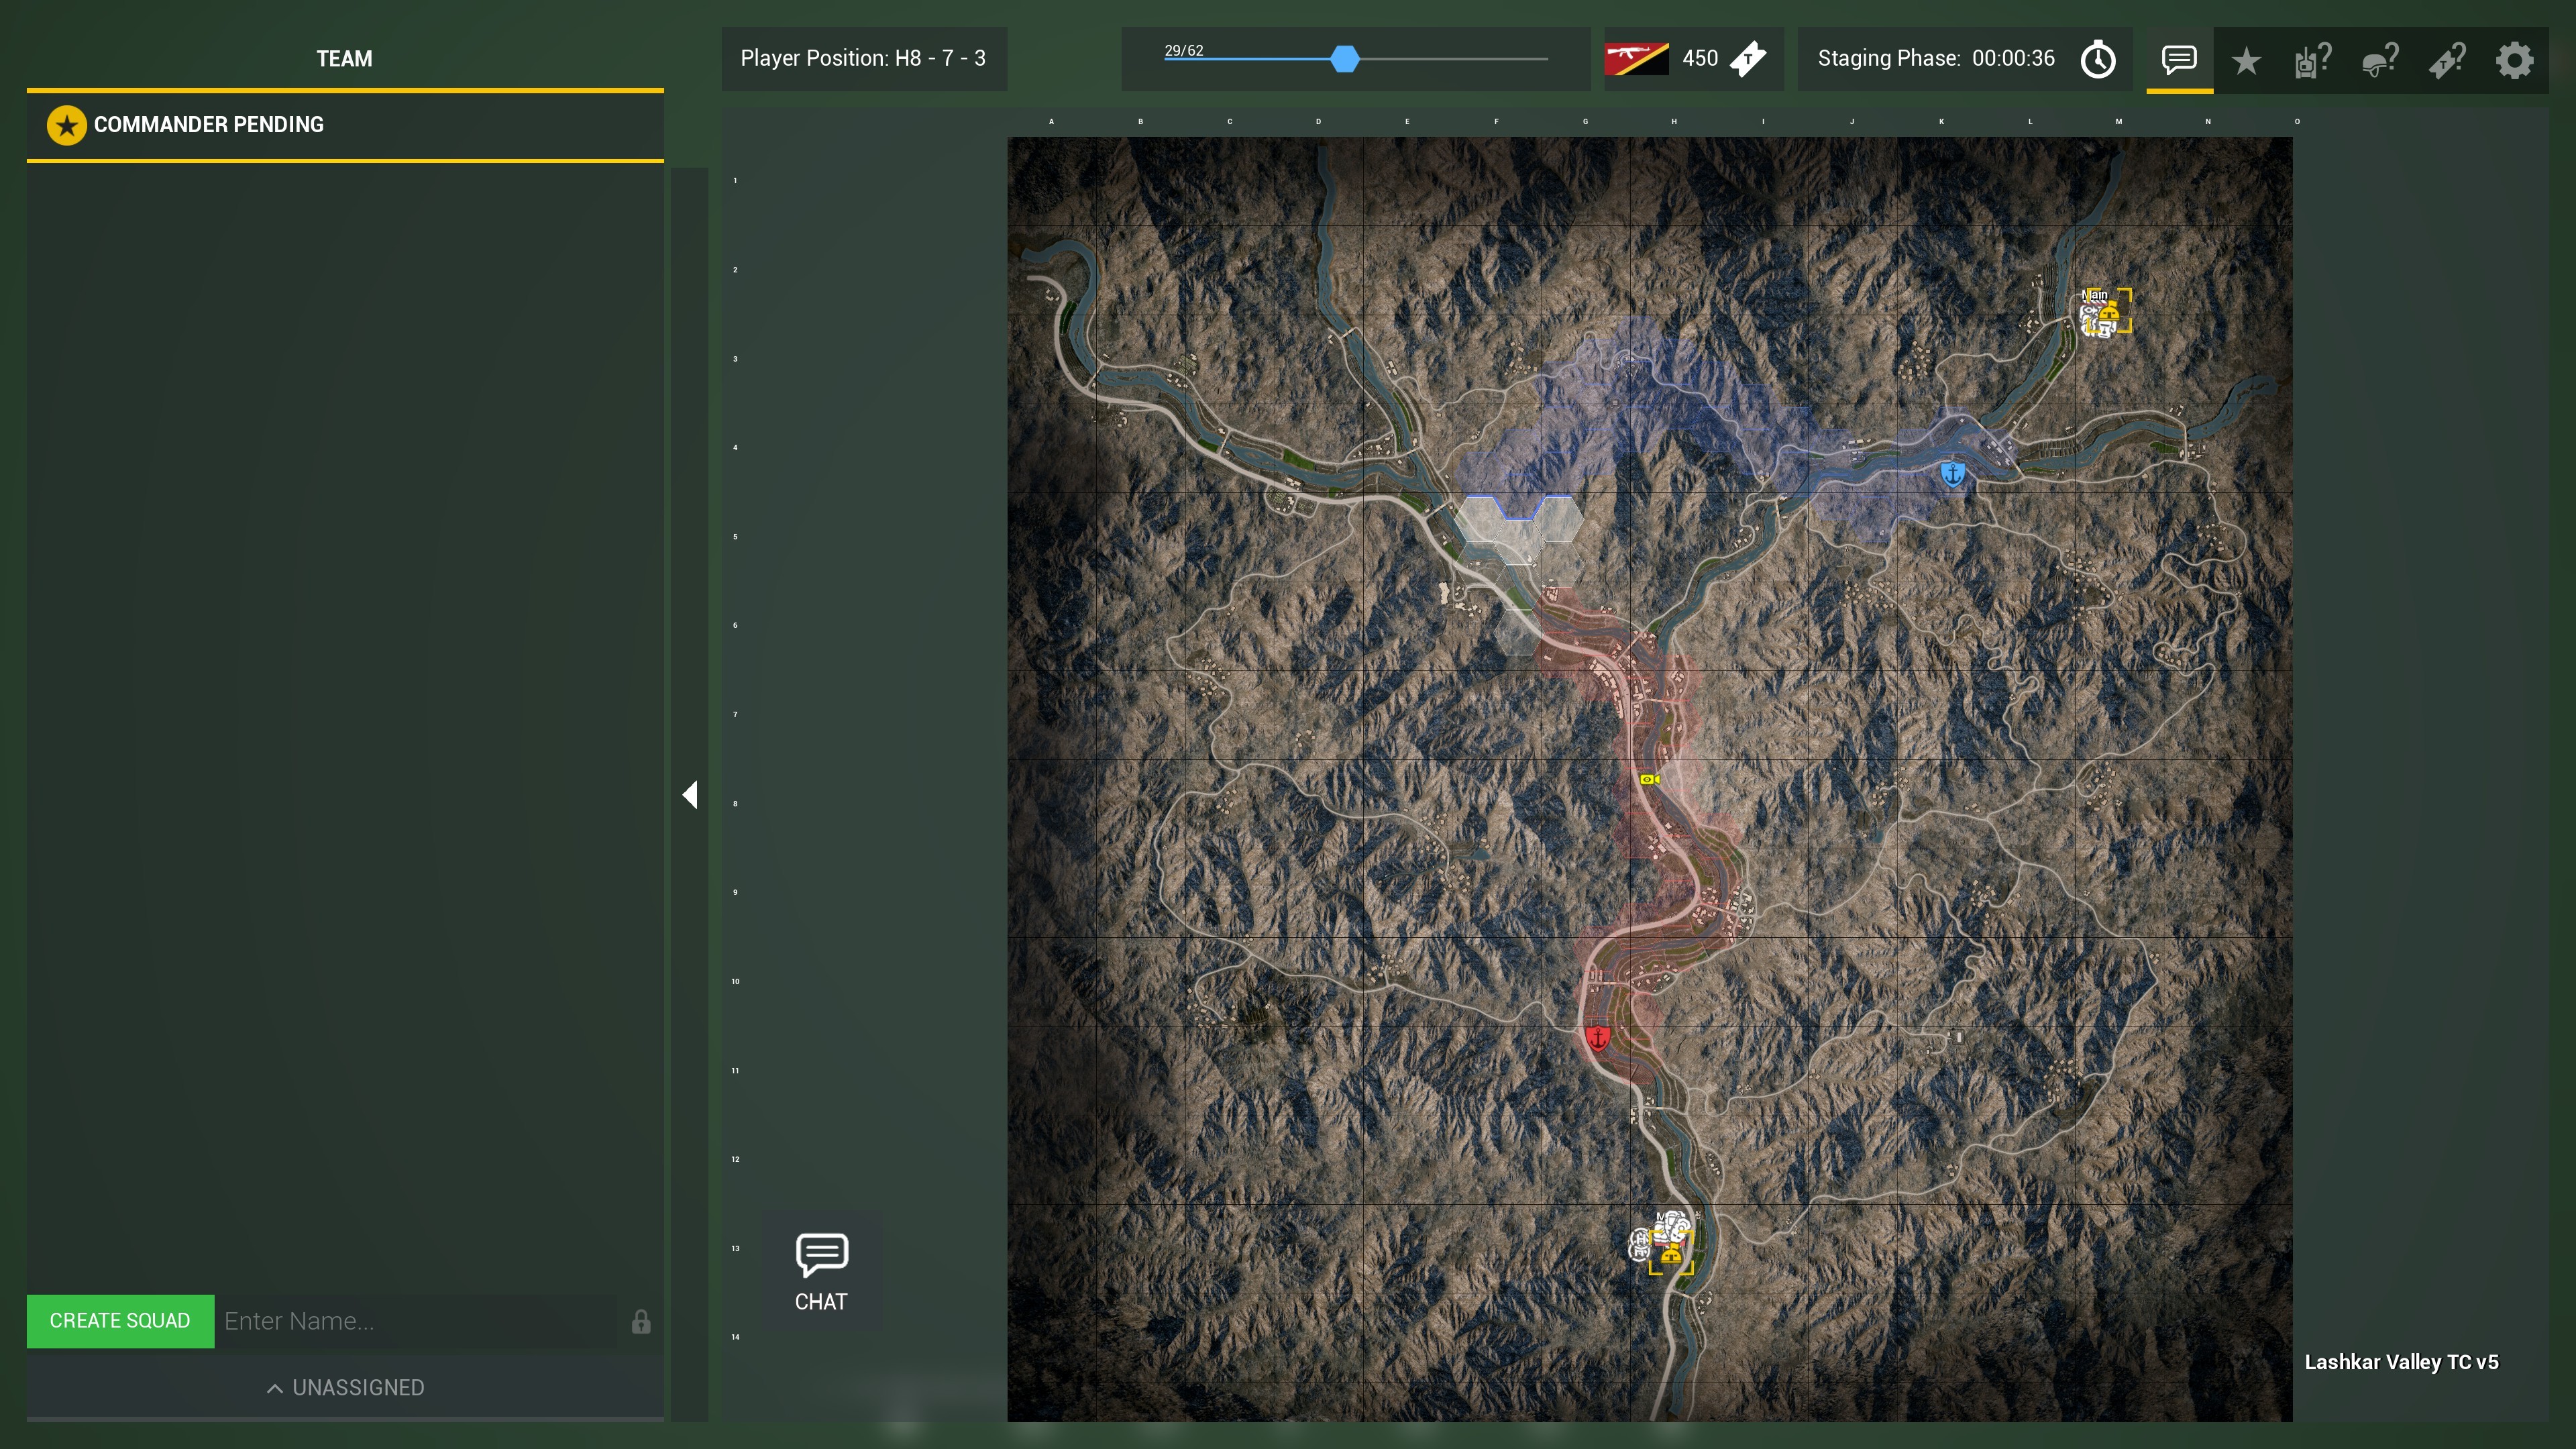 TEAM
Player Position: H8 - 7 - 3
29/62
450
T
Staging Phase: 00:00:36
COMMANDER PENDING
A B C D E F G H I J K L M N O
1
2
Main
3
4
5
6
7
8
9
10
11
12
13
14
CHAT
CREATE SQUAD
Enter Name...
UNASSIGNED
Lashkar Valley TC v5